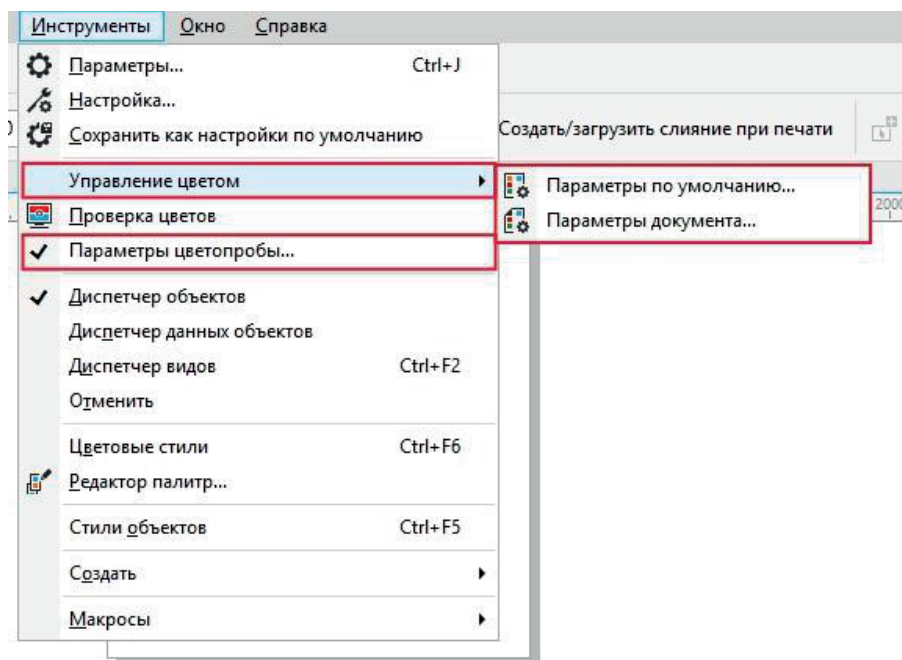 Инструменты Окно Справка
Параметры... Ctrl+J
Настройка...
Сохранить как настройки по умолчанию
Создать/загрузить слияние при печати
Управление цветом
Параметры по умолчанию...
2000
Проверка цветов
Параметры документа...
Параметры цветопробы...
Диспетчер объектов
Диспетчер данных объектов
Диспетчер видов Ctrl+F2
Отменить
Цветовые стили Ctrl+F6
Редактор палитр...
Стили объектов Ctrl+F5
Создать
Макросы